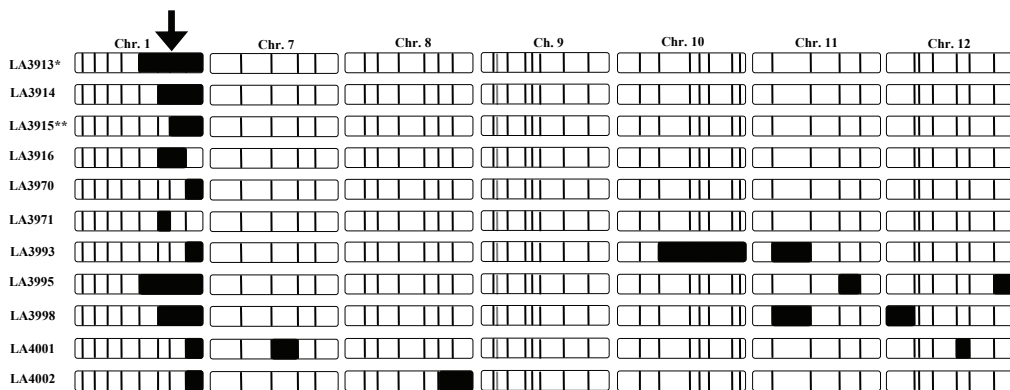 Chr. 1 Chr. 7 Chr. 8 Ch. 9 Chr. 10 Chr. 11 Chr. 12
LA3913*
LA3914
LA3915**
LA3916
LA3970
LA3971
LA3993
LA3995
LA3998
LA4001
LA4002